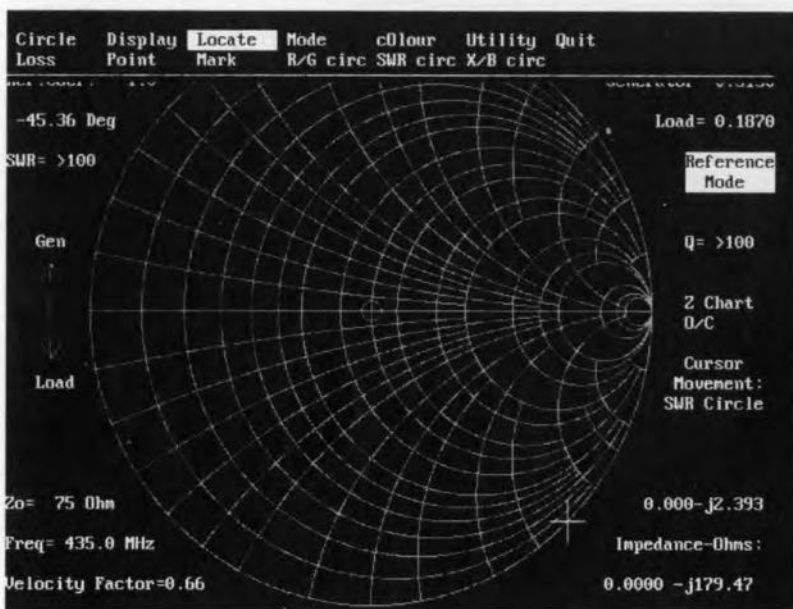 Circle Display Locate Mode cOlour Utility Quit
Loss Point Mark R/G circ SWR circ X/B circ
-45.36 Deg
Load= 0.1870
SWR= >100
Reference
Mode
Gen
Q= >100
Z Chart
O/C
Load
Cursor
Movement:
SWR Circle
Zo= 75 Ohm
0.000-j2.393
Freq= 435.0 MHz
Impedance-Ohms:
Velocity Factor=0.66
0.0000 -j179.47